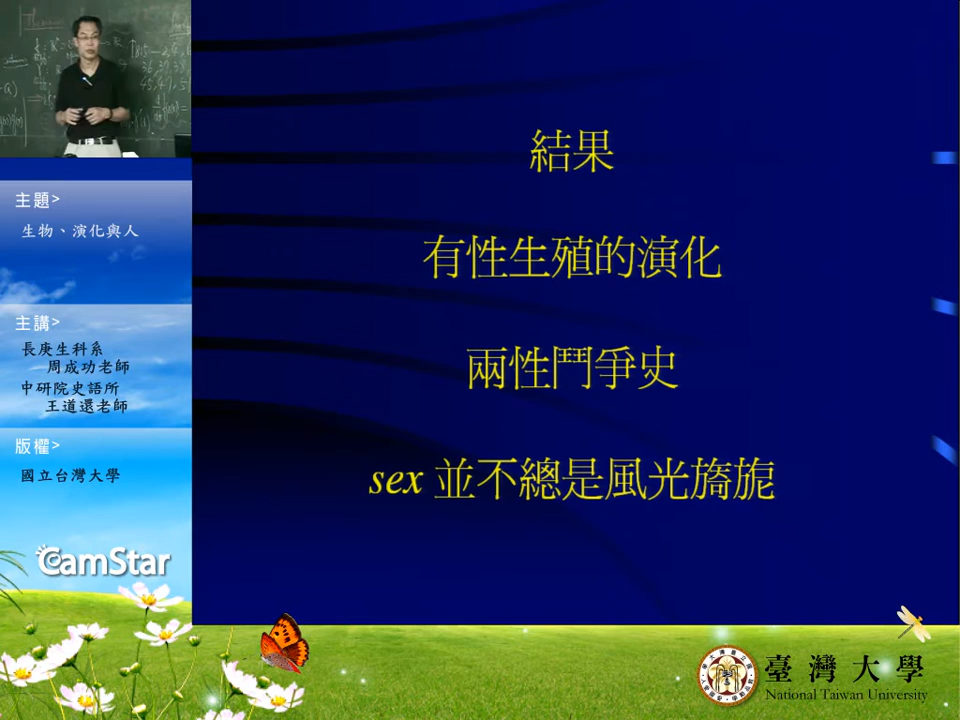 主題>
生物、演化與人
主講>
長庚生科系
周成功老師
中研院史語所
王道還老師
版權>
國立台灣大學
CamStar
結果
有性生殖的演化
兩性鬥爭史
sex 並不總是風光旖旎
臺灣大學
National Taiwan University